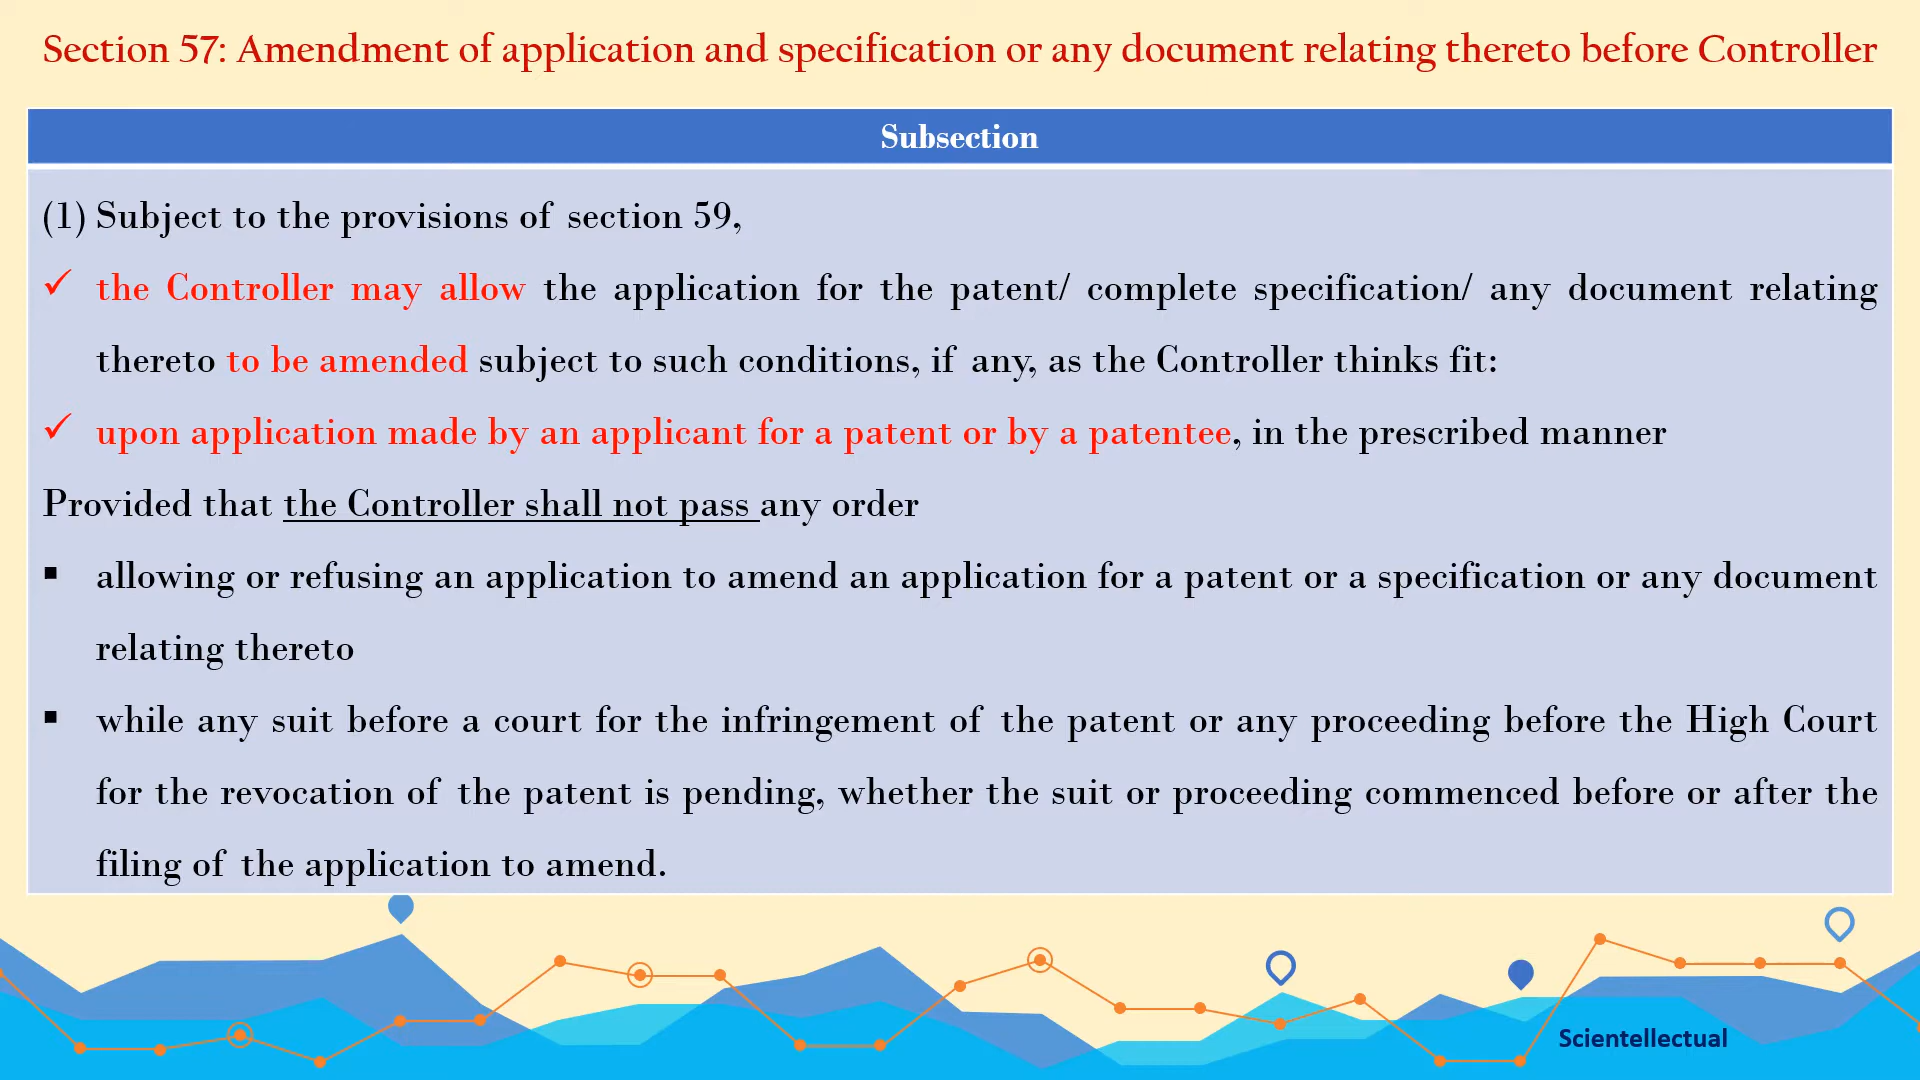 Section 57: Amendment of application and specification or any document relating thereto before Controller
Subsection
(1) Subject to the provisions of section 59,
✓ the Controller may allow the application for the patent/ complete specification/ any document relating
thereto to be amended subject to such conditions, if any, as the Controller thinks fit:
✓ upon application made by an applicant for a patent or by a patentee, in the prescribed manner
Provided that the Controller shall not pass any order
▪ allowing or refusing an application to amend an application for a patent or a specification or any document
relating thereto
▪ while any suit before a court for the infringement of the patent or any proceeding before the High Court
for the revocation of the patent is pending, whether the suit or proceeding commenced before or after the
filing of the application to amend.
Scientellectual